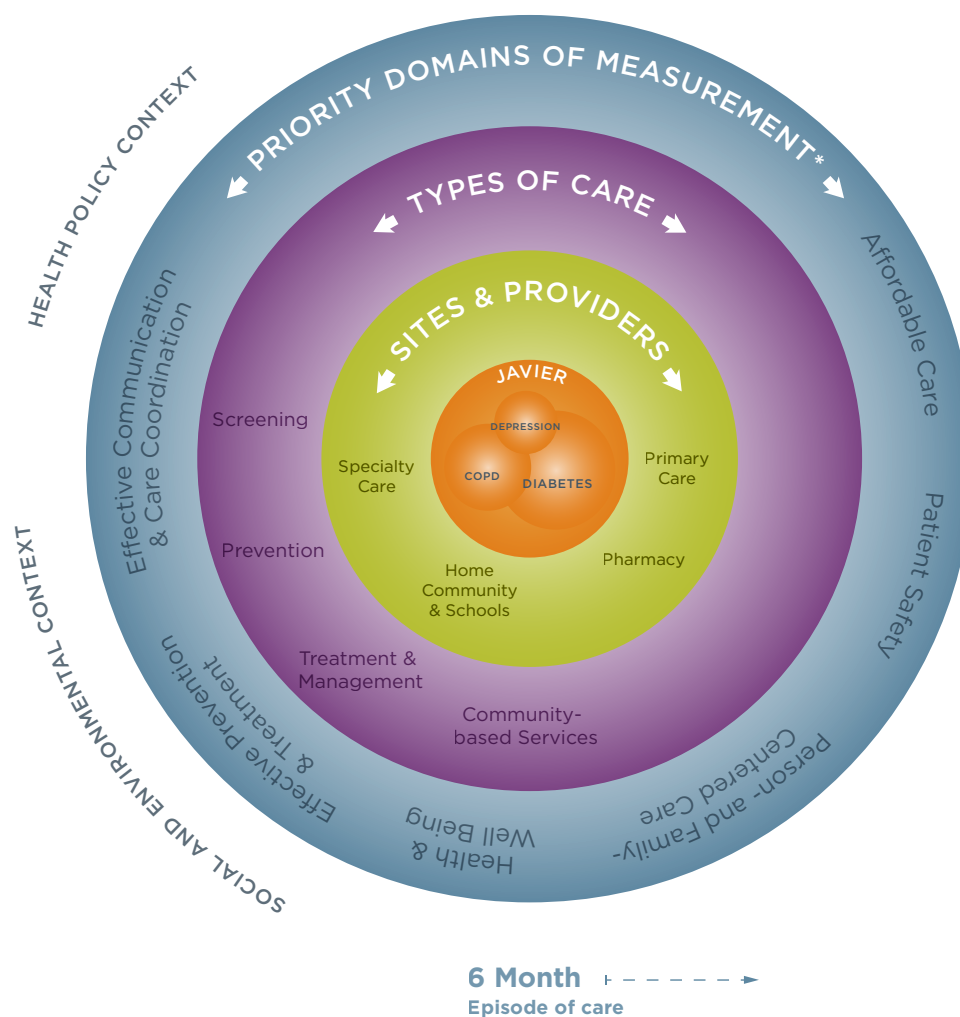 HEALTH POLICY CONTEXT
SOCIAL AND ENVIRONMENTAL CONTEXT
PRIORITY DOMAINS OF MEASUREMENT*
Affordable Care
Patient Safety
Person- and Family-
Centered Care
Health &
Well Being
Effective Prevention
& Treatment
Effective Communication
& Care Coordination
TYPES OF CARE
Screening
Prevention
Treatment &
Management
Community-
based Services
SITES & PROVIDERS
Specialty
Care
Home
Community
& Schools
Pharmacy
Primary
Care
JAVIER
DEPRESSION
COPD
DIABETES
6 Month
Episode of care